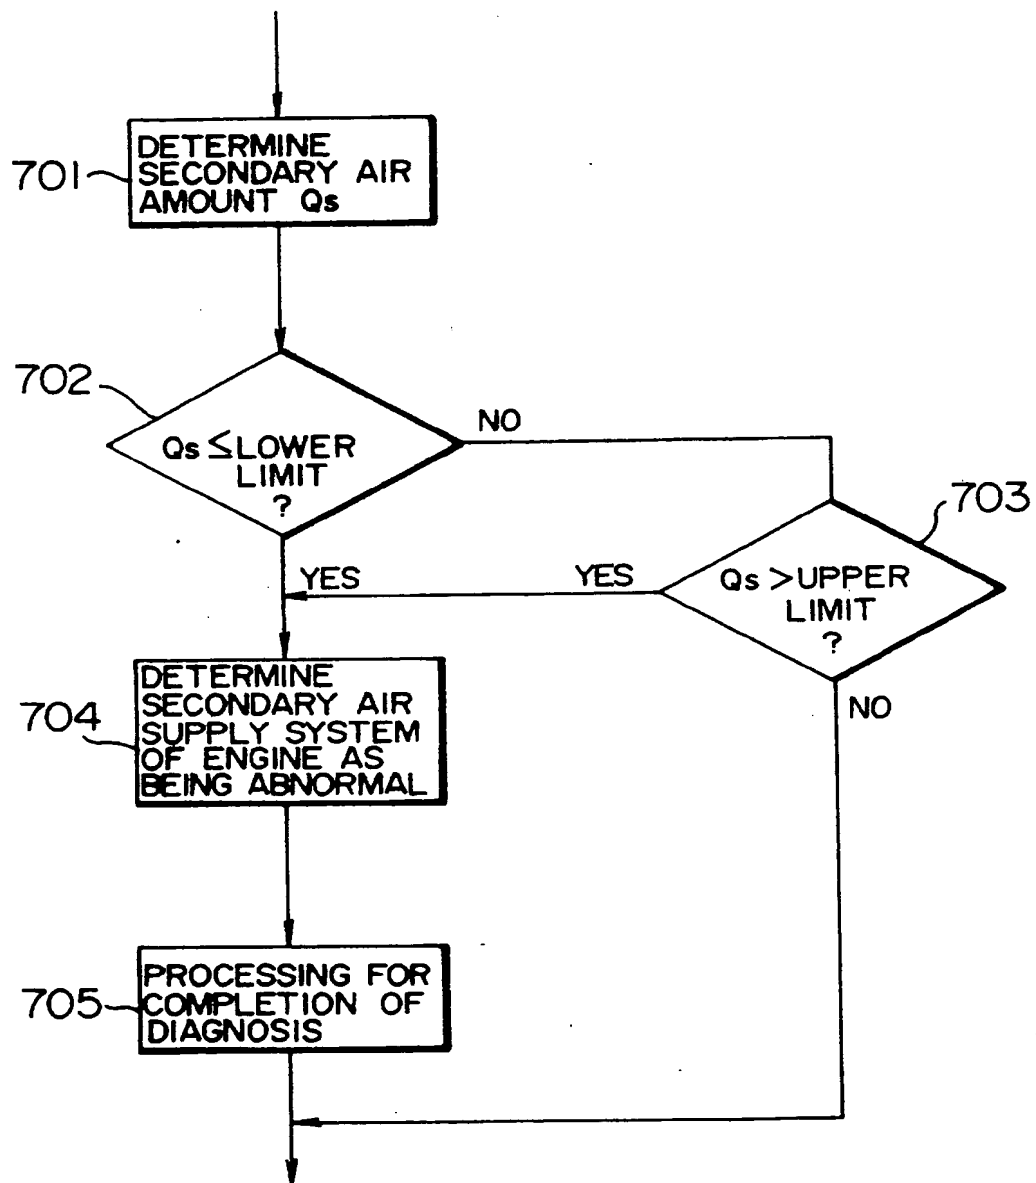 701
DETERMINE
SECONDARY AIR
AMOUNT Qs
702
Qs ≤ LOWER
LIMIT
?
NO
YES
703
Qs > UPPER
LIMIT
?
YES
NO
704
DETERMINE
SECONDARY AIR
SUPPLY SYSTEM
OF ENGINE AS
BEING ABNORMAL
705
PROCESSING FOR
COMPLETION OF
DIAGNOSIS